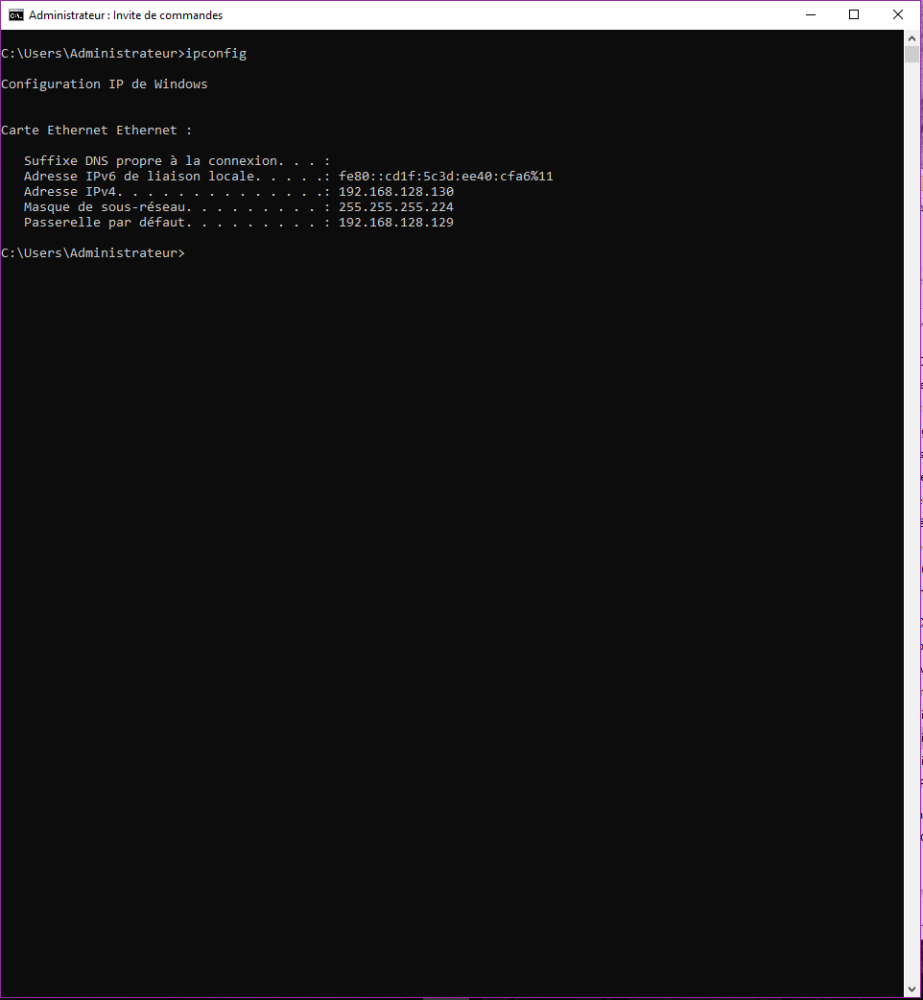 Administrateur : Invite de commandes
C:\Users\Administrateur>ipconfig
Configuration IP de Windows
Carte Ethernet Ethernet :
Suffixe DNS propre à la connexion. . . :
Adresse IPv6 de liaison locale. . . . .: fe80::cd1f:5c3d:ee40:cfa6%11
Adresse IPv4. . . . . . . . . . . . . .: 192.168.128.130
Masque de sous-réseau. . . . . . . . . : 255.255.255.224
Passerelle par défaut. . . . . . . . . : 192.168.128.129
C:\Users\Administrateur>